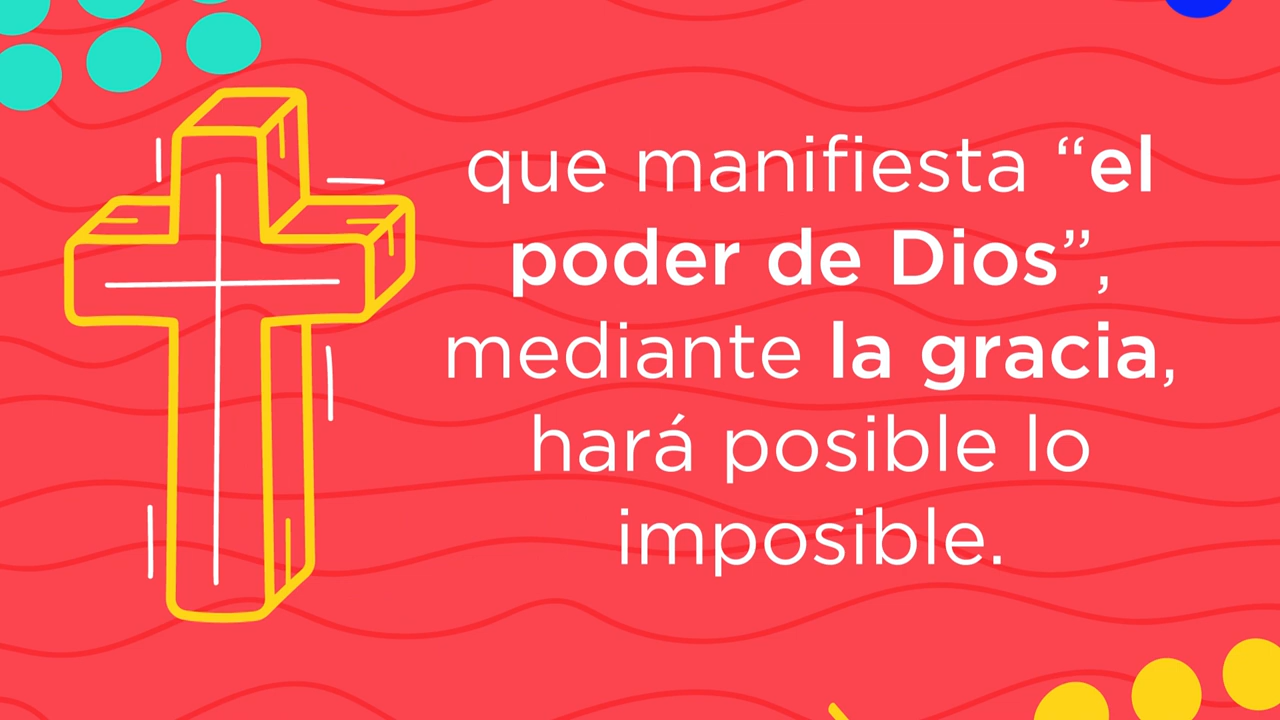 que manifiesta “el
poder de Dios”,
mediante la gracia,
hará posible lo
imposible.